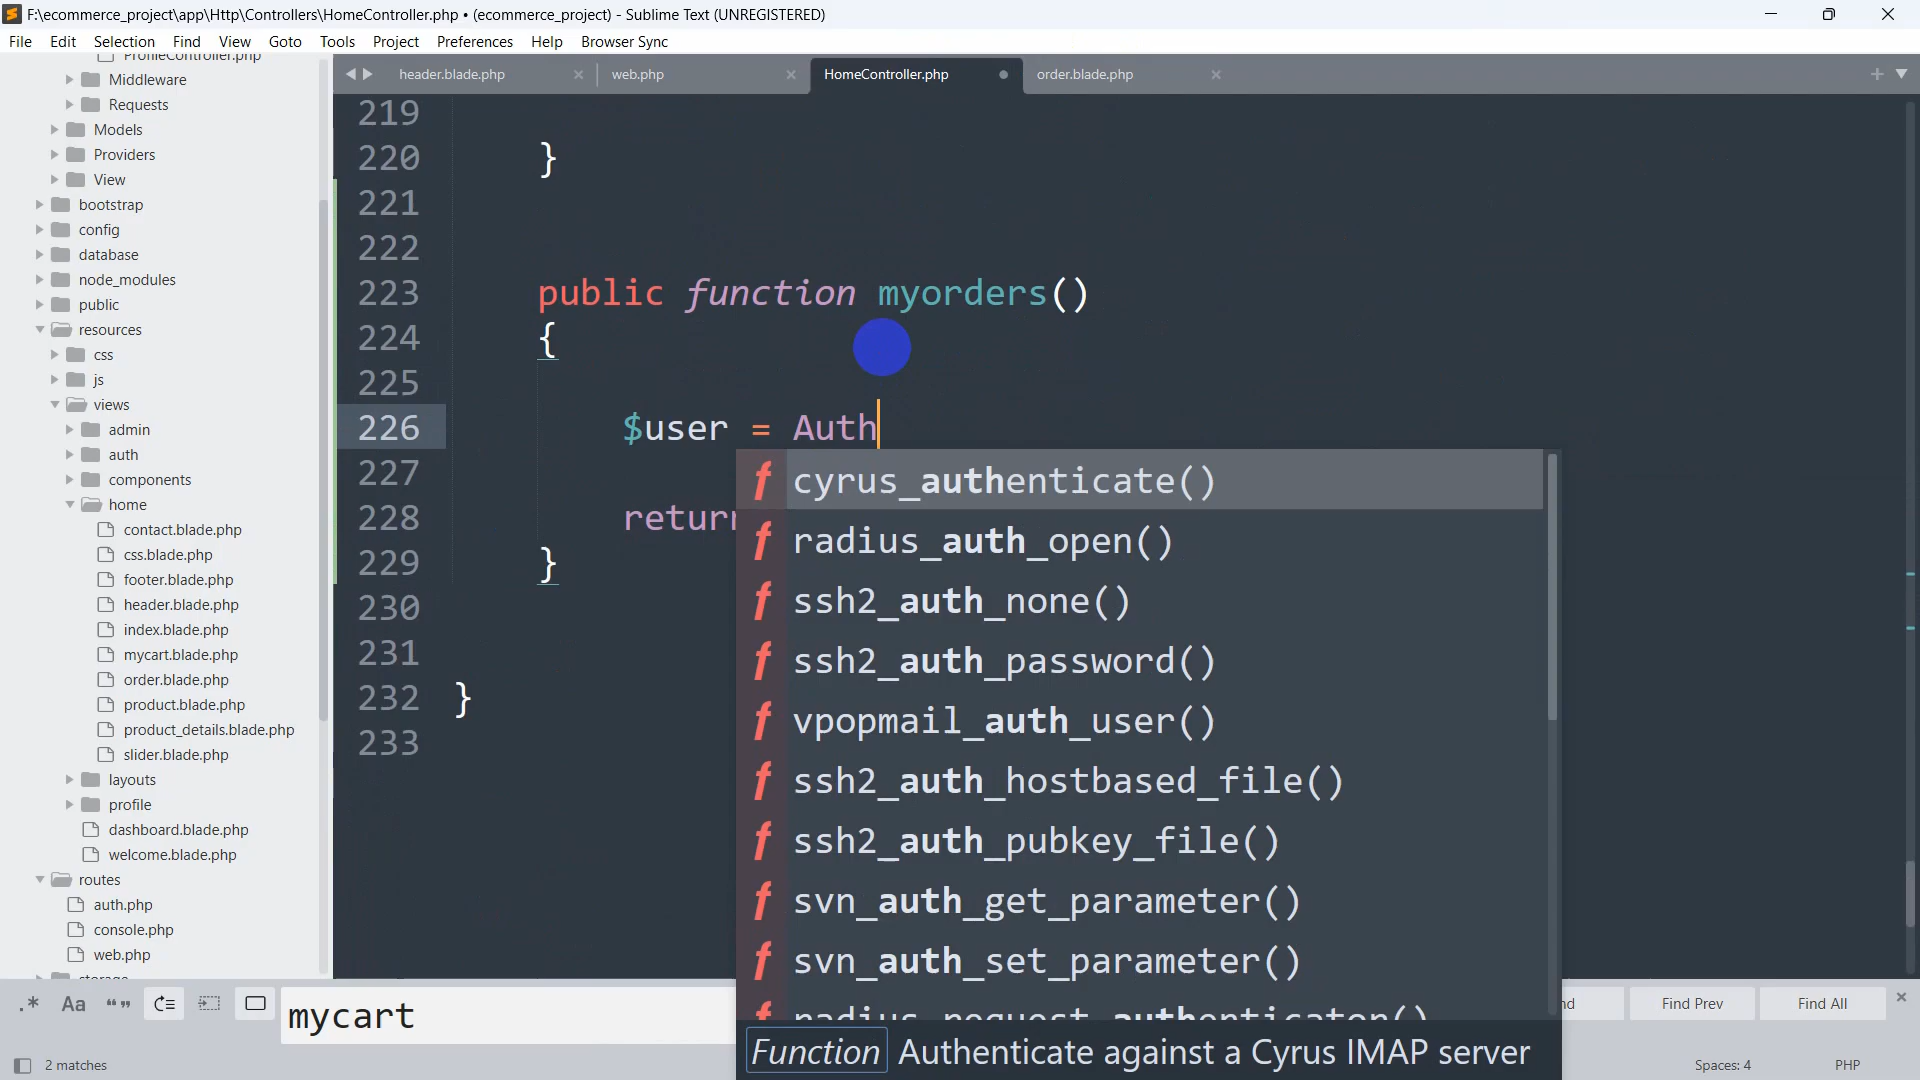 F:\ecommerce_project\app\Http\Controllers\HomeController.php • (ecommerce_project) - Sublime Text (UNREGISTERED)
File Edit Selection Find View Goto Tools Project Preferences Help Browser Sync
header.blade.php web.php HomeController.php order.blade.php
ProfileController.php
Middleware
Requests
Models
Providers
View
bootstrap
config
database
node_modules
public
resources
css
js
views
admin
auth
components
home
contact.blade.php
css.blade.php
footer.blade.php
header.blade.php
index.blade.php
mycart.blade.php
order.blade.php
product.blade.php
product_details.blade.php
slider.blade.php
layouts
profile
dashboard.blade.php
welcome.blade.php
routes
auth.php
console.php
web.php
storage
219
220 }
221
222
223 public function myorders()
224 {
225
226 $user = Auth
227
228 return
229 }
230
231
232 }
233
f cyrus_authenticate()
f radius_auth_open()
f ssh2_auth_none()
f ssh2_auth_password()
f vpopmail_auth_user()
f ssh2_auth_hostbased_file()
f ssh2_auth_pubkey_file()
f svn_auth_get_parameter()
f svn_auth_set_parameter()
f radius_request_authenticator()
Function Authenticate against a Cyrus IMAP server
.* Aa “” mycart Find Prev Find All
2 matches Spaces: 4 PHP